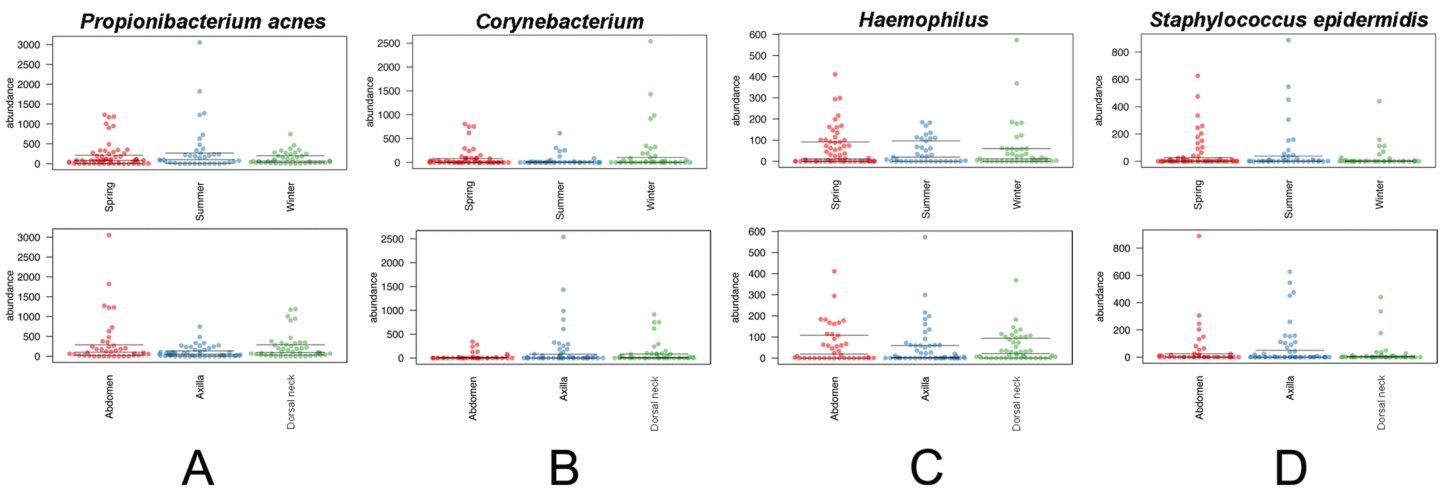 Propionibacterium acnes
abundance
3000
2500
2000
1500
1000
500
0
Spring
Summer
Winter
abundance
3000
2500
2000
1500
1000
500
0
Abdomen
Axilla
Dorsal neck
A
Corynebacterium
2500
2000
1500
1000
500
0
Spring
Summer
Winter
2500
2000
1500
1000
500
0
Abdomen
Axilla
Dorsal neck
B
Haemophilus
abundance
600
500
400
300
200
100
0
Spring
Summer
Winter
abundance
600
500
400
300
200
100
0
Abdomen
Axilla
Dorsal neck
C
Staphylococcus epidermidis
abundance
800
600
400
200
0
Spring
Summer
Winter
abundance
800
600
400
200
0
Abdomen
Axilla
Dorsal neck
D